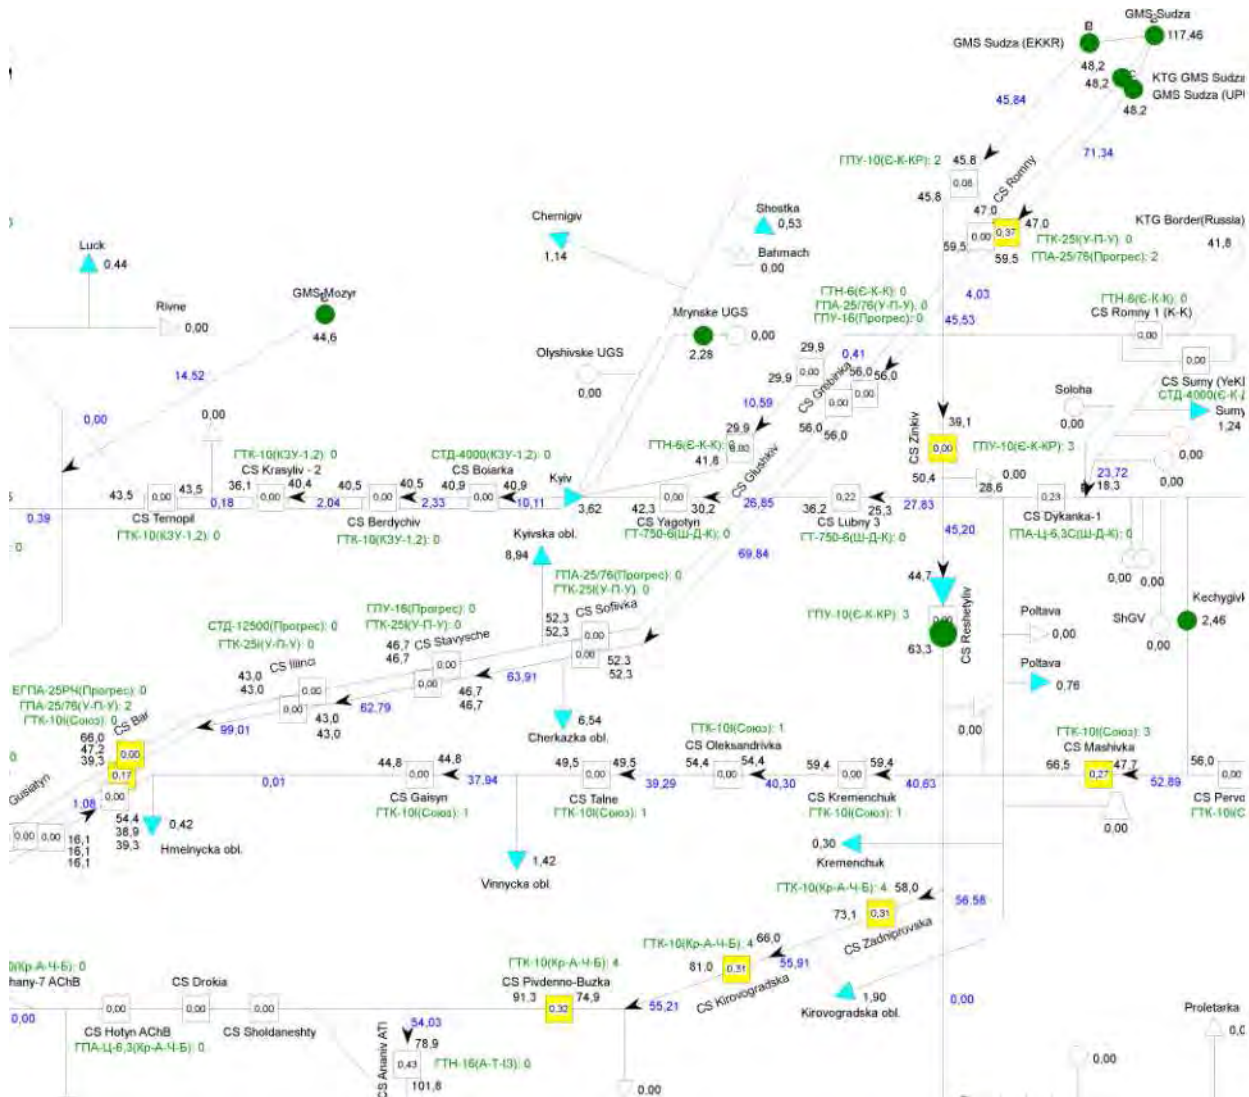 GMS-Sudza
117,46
GMS Sudza (EKKR)
48,2
48,2
KTG GMS Sudza
GMS Sudza (UPU
48,2
45,84
71,34
ГПУ-10(Є-К-КР): 2
45,8
0,08
45,8
CS Romny
47,0
47,0
0,00
0,37
59,5
59,5
ГТК-25І(У-П-У): 0
ГПА-25/76(Прогрес): 2
KTG Border(Russia)
41,8
Shostka
0,53
Chernigiv
1,14
Bahmach
0,00
Luck
0,44
Rivne
0,00
GMS-Mozyr
44,6
14,52
0,00
0,00
Mrynske UGS
2,28
0,00
Olyshivske UGS
0,00
ГТН-6(Є-К-К): 0
ГПА-25/76(У-П-У): 0
ГПУ-16(Прогрес): 0
4,03
45,53
ГТН-6(Є-К-К): 0
CS Romny 1 (K-K)
0,00
0,00
29,9
0,41
29,9
0,00
CS Grebinka
56,0
56,0
0,00
0,00
56,0
56,0
10,59
CS Sumy (YeKI
СТД-4000(Є-К-Д
Sumy
1,24
Soloha
0,00
29,9
ГТН-6(Є-К-К): 0
41,8
0,00
CS Glushkiv
CS Zinkiv
39,1
0,00
50,4
ГПУ-10(Є-К-КР): 3
0,00
28,6
23,72
18,3
0,00
ГТК-10(КЗУ-1,2): 0
CS Krasyliv - 2
СТД-4000(КЗУ-1,2): 0
CS Boiarka
Kyiv
43,5
0,00
43,5
0,18
36,1
0,00
40,4
2,04
40,5
0,00
40,5
2,33
40,9
0,00
40,9
10,11
3,62
42,3
0,00
30,2
26,85
36,2
0,22
25,3
27,83
0,23
CS Ternopil
ГТК-10(КЗУ-1,2): 0
CS Berdychiv
ГТК-10(КЗУ-1,2): 0
CS Yagotyn
ГТ-750-6(Ш-Д-К): 0
CS Lubny 3
ГТ-750-6(Ш-Д-К): 0
CS Dykanka-1
ГПА-Ц-6,3С(Ш-Д-К): 0
0,39
45,20
69,84
Kyivska obl.
8,94
ГПА-25/76(Прогрес): 0
ГТК-25І(У-П-У): 0
CS Sofiivka
52,3
52,3
0,00
0,00
52,3
52,3
44,7
ГПУ-10(Є-К-КР): 3
63,3
CS Reshetyliv
0,00
0,00
ShGV
0,00
Kechygivk
2,46
Poltava
0,00
Poltava
0,76
0,00
ГПУ-16(Прогрес): 0
ГТК-25І(У-П-У): 0
CS Stavysche
46,7
46,7
0,00
0,00
46,7
46,7
63,91
СТД-12500(Прогрес): 0
ГТК-25І(У-П-У): 0
CS Illinci
43,0
43,0
0,00
0,00
43,0
43,0
62,79
ЕГПА-25РЧ(Прогрес): 0
ГПА-25/76(У-П-У): 2
ГТК-10І(Союз): 0
CS Bar
66,0
47,2
39,3
0,00
0,17
0,00
54,4
38,9
39,3
99,01
Gusiatyn
1,08
0,00
0,00
16,1
16,1
16,1
0,42
Hmelnycka obl.
0,01
Cherkazka obl.
6,54
44,8
0,00
44,8
37,94
49,5
0,00
49,5
39,29
ГТК-10І(Союз): 1
CS Oleksandrivka
54,4
0,00
54,4
40,30
59,4
0,00
59,4
40,63
ГТК-10І(Союз): 3
CS Mashivka
66,5
0,27
47,7
52,89
56,0
0,00
CS Gaisyn
ГТК-10І(Союз): 1
CS Talne
ГТК-10І(Союз): 1
CS Kremenchuk
ГТК-10І(Союз): 1
CS Pervo
ГТК-10І(С
0,00
0,30
Kremenchuk
1,42
Vinnycka obl.
ГТК-10(Кр-А-Ч-Б): 4
58,0
73,1
0,31
56,58
CS Zadniprovska
ГТК-10(Кр-А-Ч-Б): 4
66,0
81,0
0,31
55,91
CS Kirovogradska
1,90
Kirovogradska obl.
0,00
ГТК-10(Кр-А-Ч-Б): 4
CS Pivdenno-Buzka
91,3
0,32
74,9
55,21
0(Кр-А-Ч-Б): 0
hany-7 AChB
0,00
0,00
CS Hotyn AChB
ГПА-Ц-6,3(Кр-А-Ч-Б): 0
CS Drokia
0,00
0,00
CS Sholdaneshty
54,03
78,9
CS Ananiv ATI
0,43
ГТН-16(А-Т-ІЗ): 0
101,8
0,00
0,00
Proletarka
0,0